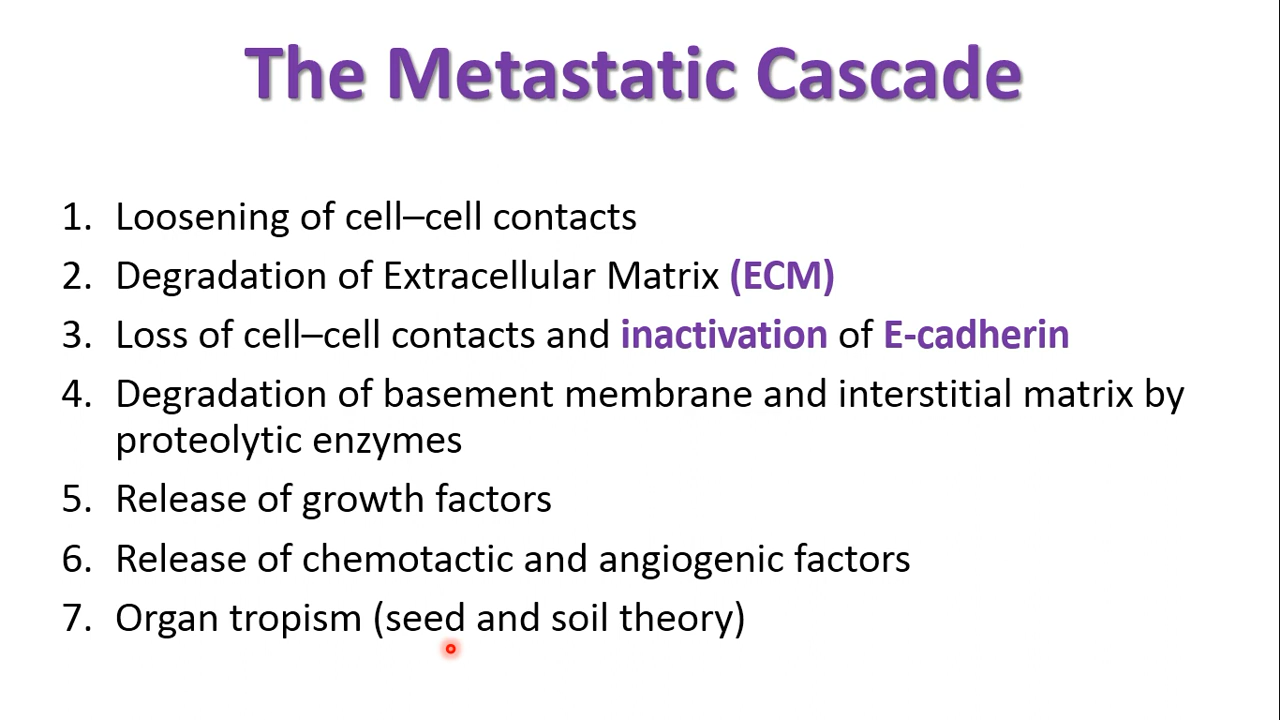 The Metastatic Cascade
1. Loosening of cell–cell contacts
2. Degradation of Extracellular Matrix (ECM)
3. Loss of cell–cell contacts and inactivation of E-cadherin
4. Degradation of basement membrane and interstitial matrix by
proteolytic enzymes
5. Release of growth factors
6. Release of chemotactic and angiogenic factors
7. Organ tropism (seed and soil theory)